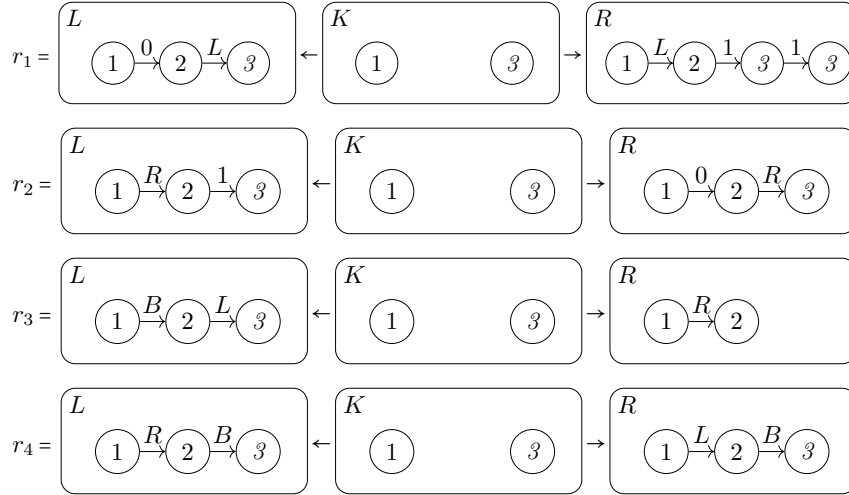 L K R
r1 = 1 0 2 L 3 ← 1 3 → 1 L 2 1 3 1 3
L K R
r2 = 1 R 2 1 3 ← 1 3 → 1 0 2 R 3
L K R
r3 = 1 B 2 L 3 ← 1 3 → 1 R 2
L K R
r4 = 1 R 2 B 3 ← 1 3 → 1 L 2 B 3